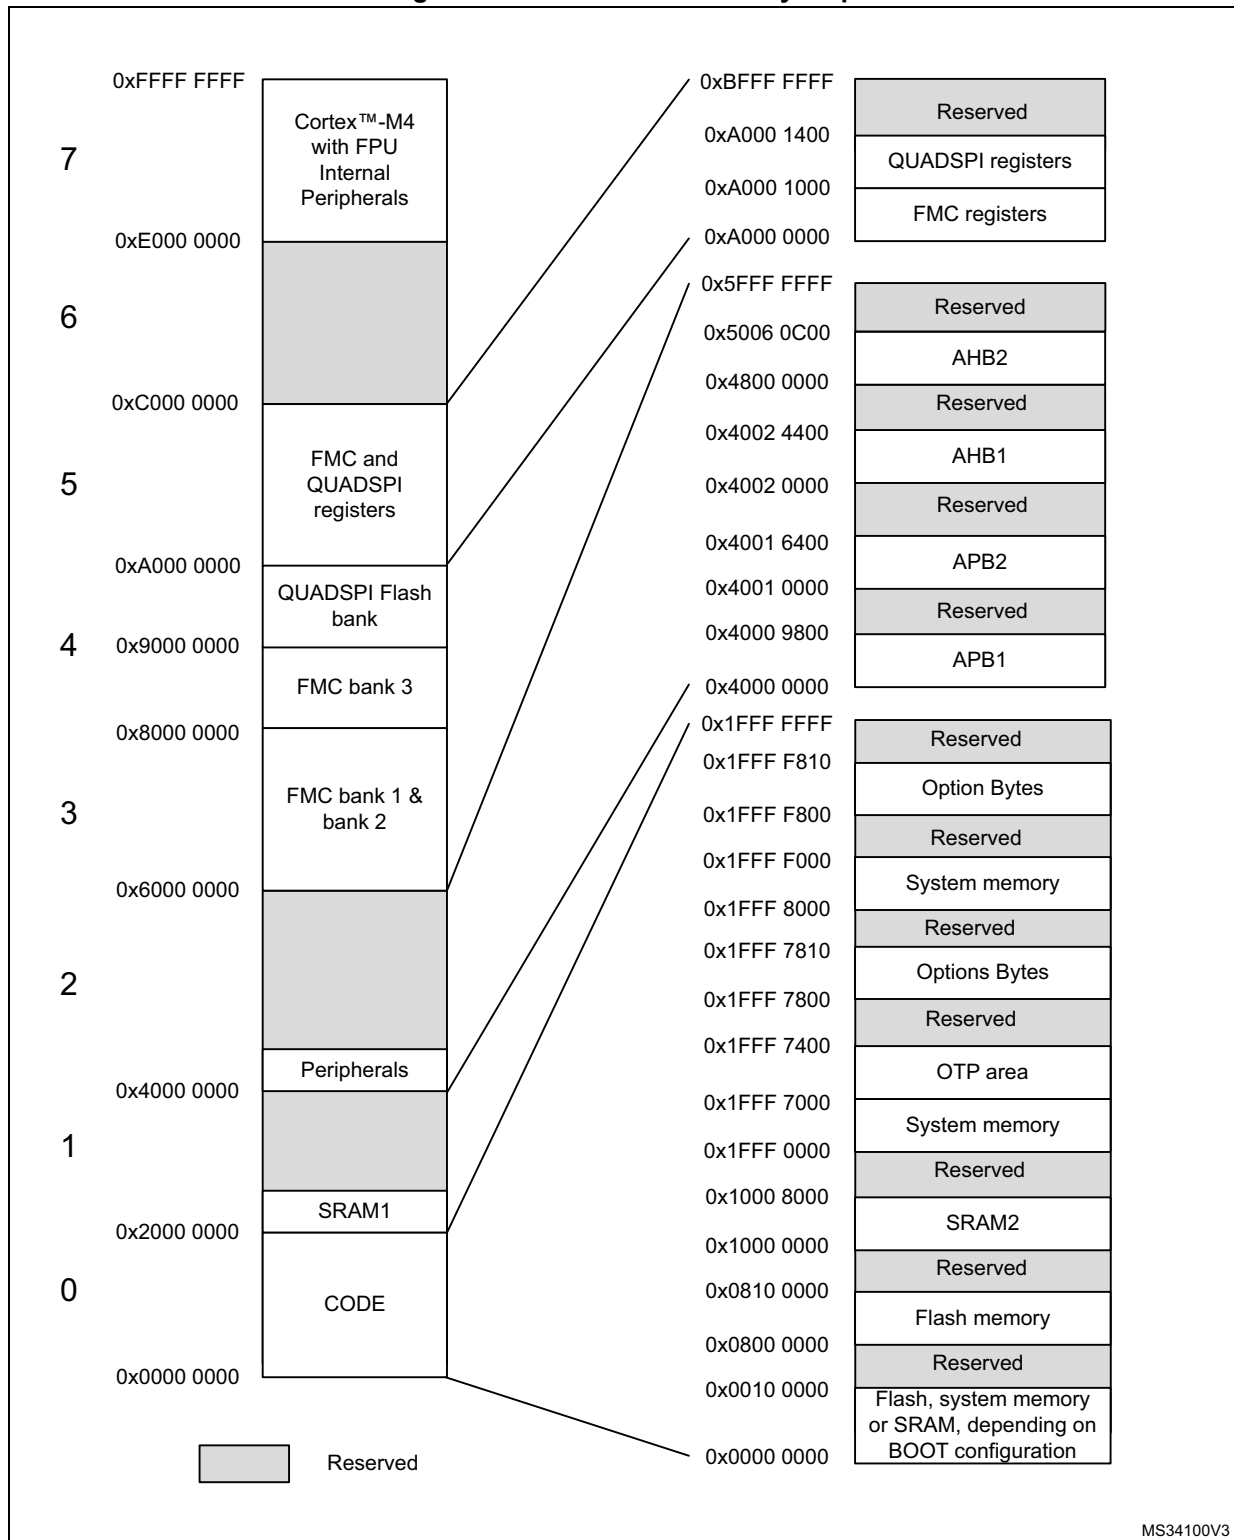 0xFFFF FFFF
7
Cortex™-M4
with FPU
Internal
Peripherals
0xE000 0000
6
0xC000 0000
5
FMC and
QUADSPI
registers
0xA000 0000
QUADSPI Flash
bank
4
0x9000 0000
FMC bank 3
0x8000 0000
3
FMC bank 1 &
bank 2
0x6000 0000
2
Peripherals
0x4000 0000
1
SRAM1
0x2000 0000
0
CODE
0x0000 0000
Reserved
0xBFFF FFFF
Reserved
0xA000 1400
QUADSPI registers
0xA000 1000
FMC registers
0xA000 0000
0x5FFF FFFF
Reserved
0x5006 0C00
AHB2
0x4800 0000
Reserved
0x4002 4400
AHB1
0x4002 0000
Reserved
0x4001 6400
APB2
0x4001 0000
Reserved
0x4000 9800
APB1
0x4000 0000
0x1FFF FFFF
Reserved
0x1FFF F810
Option Bytes
0x1FFF F800
Reserved
0x1FFF F000
System memory
0x1FFF 8000
Reserved
0x1FFF 7810
Options Bytes
0x1FFF 7800
Reserved
0x1FFF 7400
OTP area
0x1FFF 7000
System memory
0x1FFF 0000
Reserved
0x1000 8000
SRAM2
0x1000 0000
Reserved
0x0810 0000
Flash memory
0x0800 0000
Reserved
0x0010 0000
Flash, system memory
or SRAM, depending on
BOOT configuration
0x0000 0000
MS34100V3